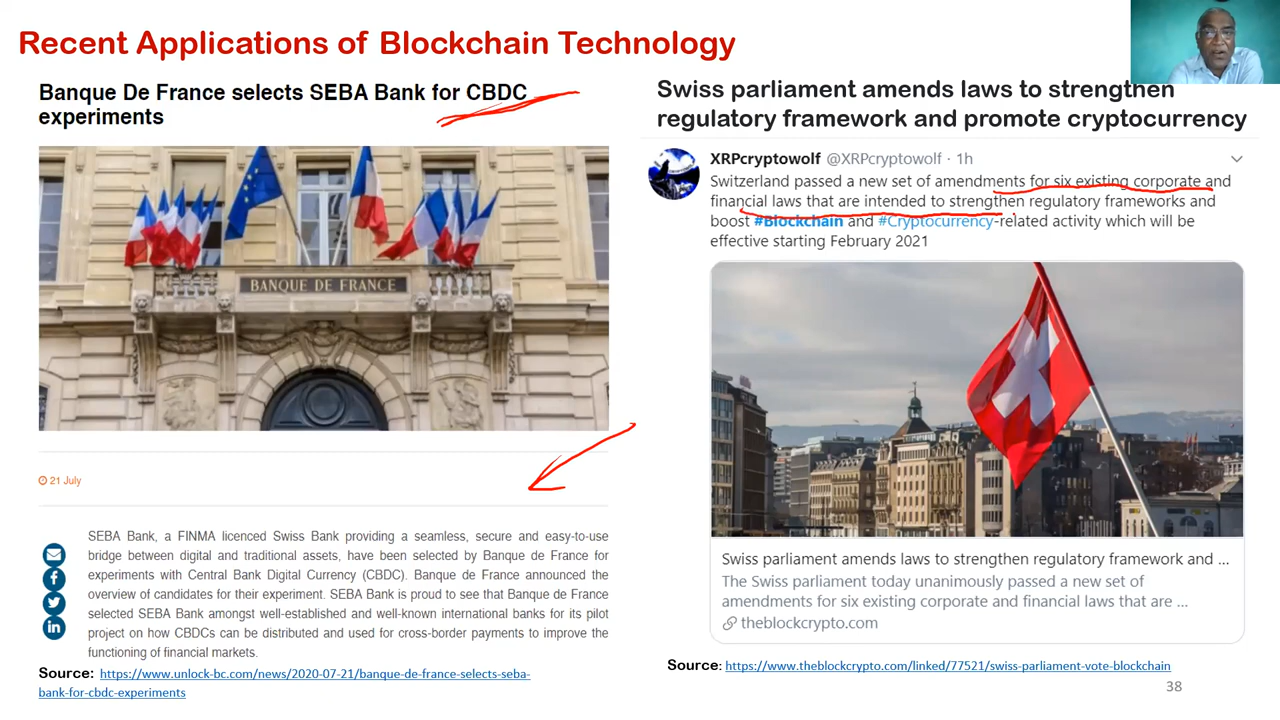 Recent Applications of Blockchain Technology
Banque De France selects SEBA Bank for CBDC
experiments
BANQUE DE FRANCE
21 July
SEBA Bank, a FINMA licenced Swiss Bank providing a seamless, secure and easy-to-use
bridge between digital and traditional assets, have been selected by Banque de France for
experiments with Central Bank Digital Currency (CBDC). Banque de France announced the
overview of candidates for their experiment. SEBA Bank is proud to see that Banque de France
selected SEBA Bank amongst well-established and well-known international banks for its pilot
project on how CBDCs can be distributed and used for cross-border payments to improve the
functioning of financial markets.
Source: https://www.unlock-bc.com/news/2020-07-21/banque-de-france-selects-seba-
bank-for-cbdc-experiments
Swiss parliament amends laws to strengthen
regulatory framework and promote cryptocurrency
XRPcryptowolf @XRPcryptowolf · 1h
Switzerland passed a new set of amendments for six existing corporate and
financial laws that are intended to strengthen regulatory frameworks and
boost #Blockchain and #Cryptocurrency-related activity which will be
effective starting February 2021
Swiss parliament amends laws to strengthen regulatory framework and ...
The Swiss parliament today unanimously passed a new set of
amendments for six existing corporate and financial laws that are ...
theblockcrypto.com
Source: https://www.theblockcrypto.com/linked/77521/swiss-parliament-vote-blockchain
38